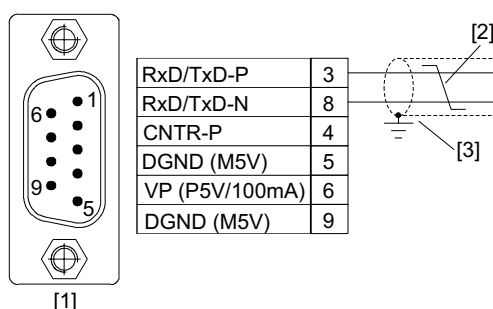 [2]
1
6
9
5
RxD/TxD-P 3
RxD/TxD-N 8
CNTR-P 4
DGND (M5V) 5
VP (P5V/100mA) 6
DGND (M5V) 9
[3]
[1]